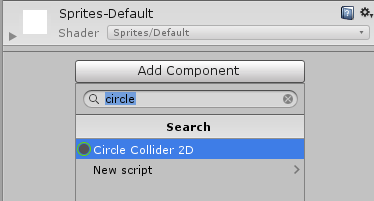 Sprites-Default
Shader Sprites/Default
Add Component
circle
Search
Circle Collider 2D
New script